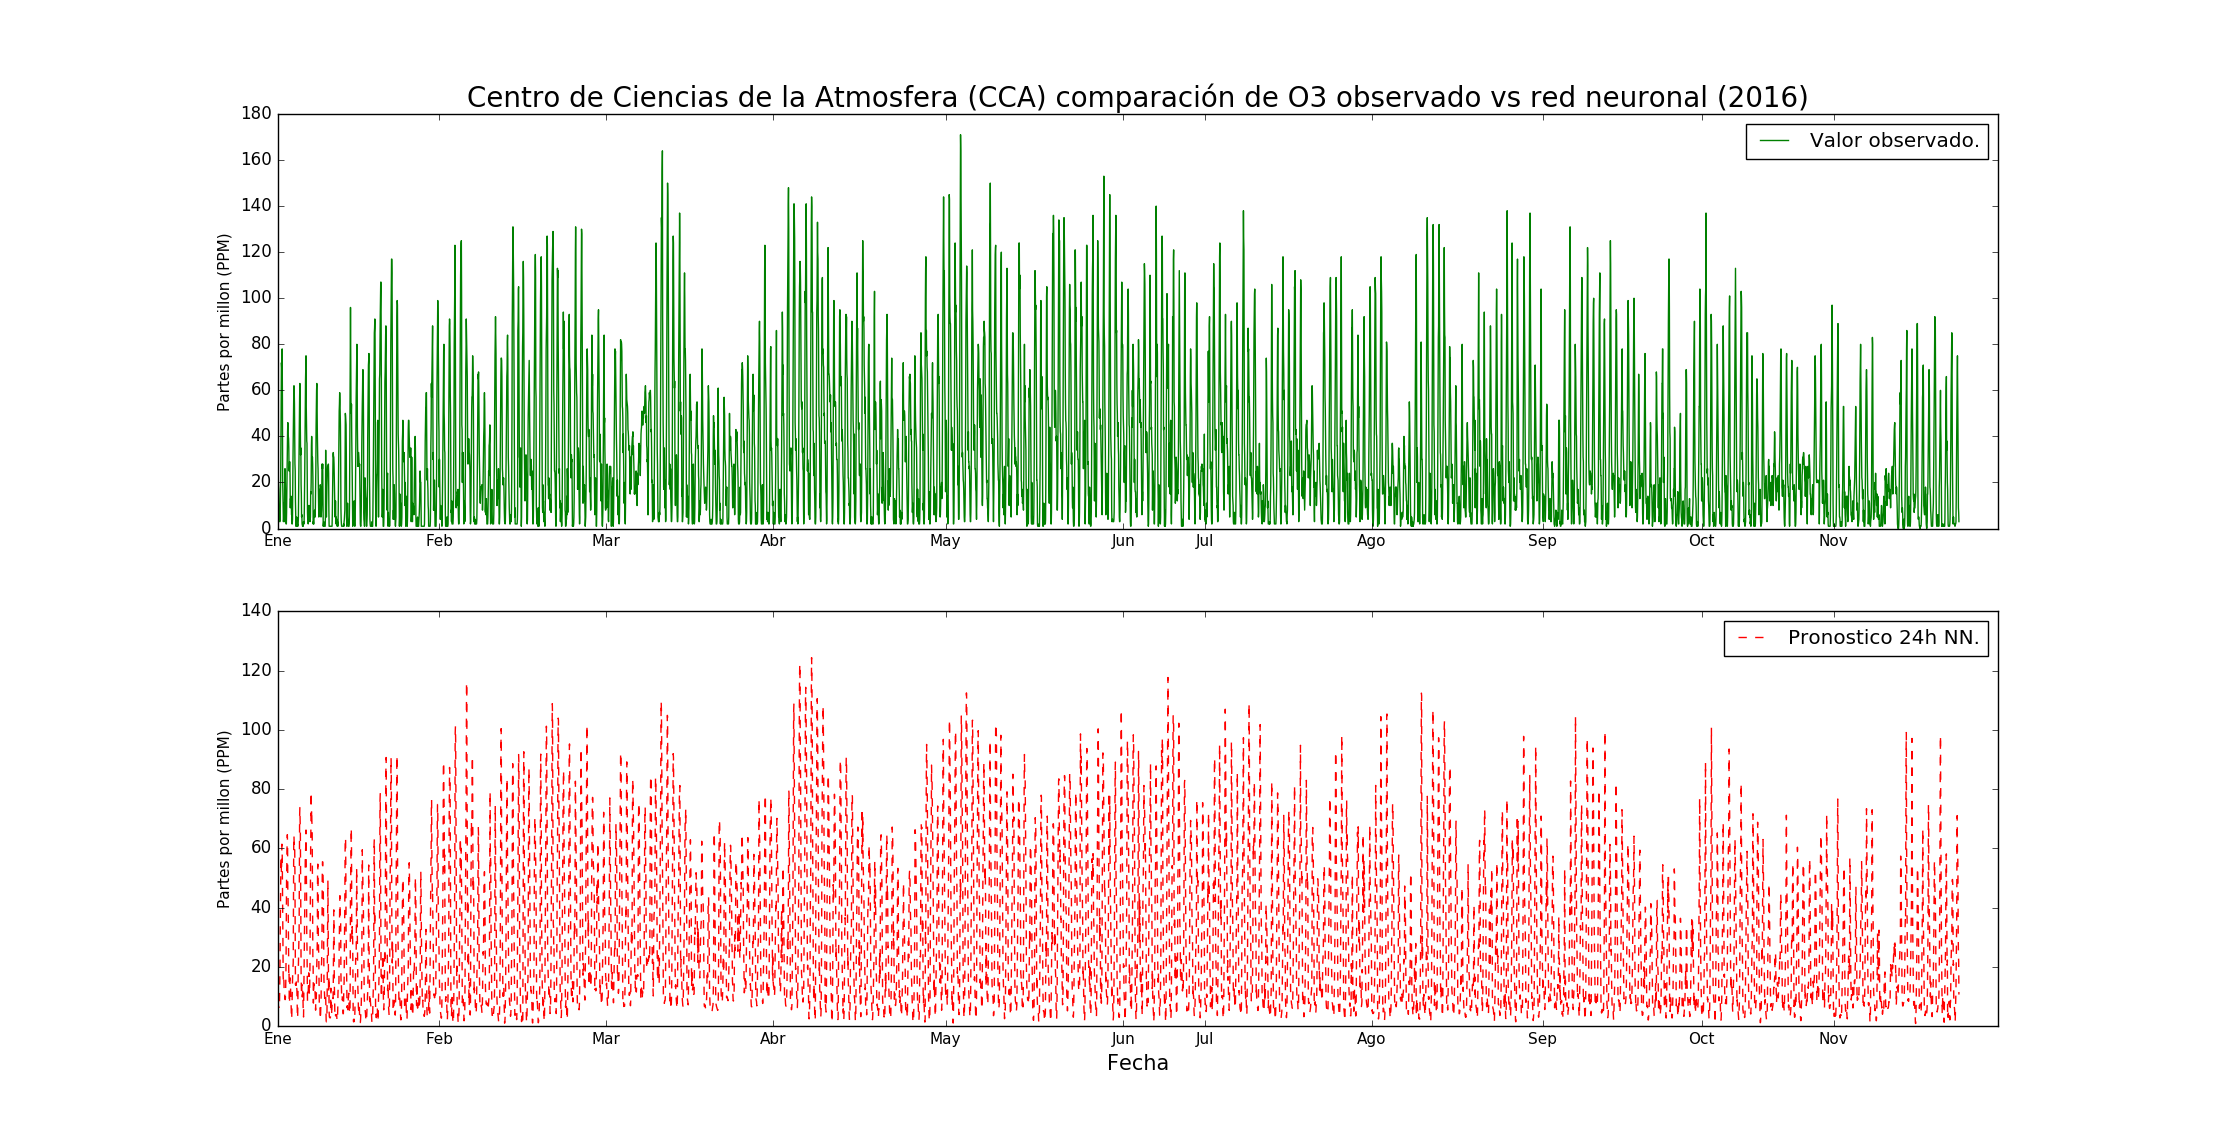 Centro de Ciencias de la Atmosfera (CCA) comparación de O3 observado vs red neuronal (2016)
180
160
140
120
100
80
60
40
20
0
Partes por millon (PPM)
Valor observado.
Ene Feb Mar Abr May Jun Jul Ago Sep Oct Nov
140
120
100
80
60
40
20
0
Partes por millon (PPM)
Pronostico 24h NN.
Ene Feb Mar Abr May Jun Jul Ago Sep Oct Nov
Fecha